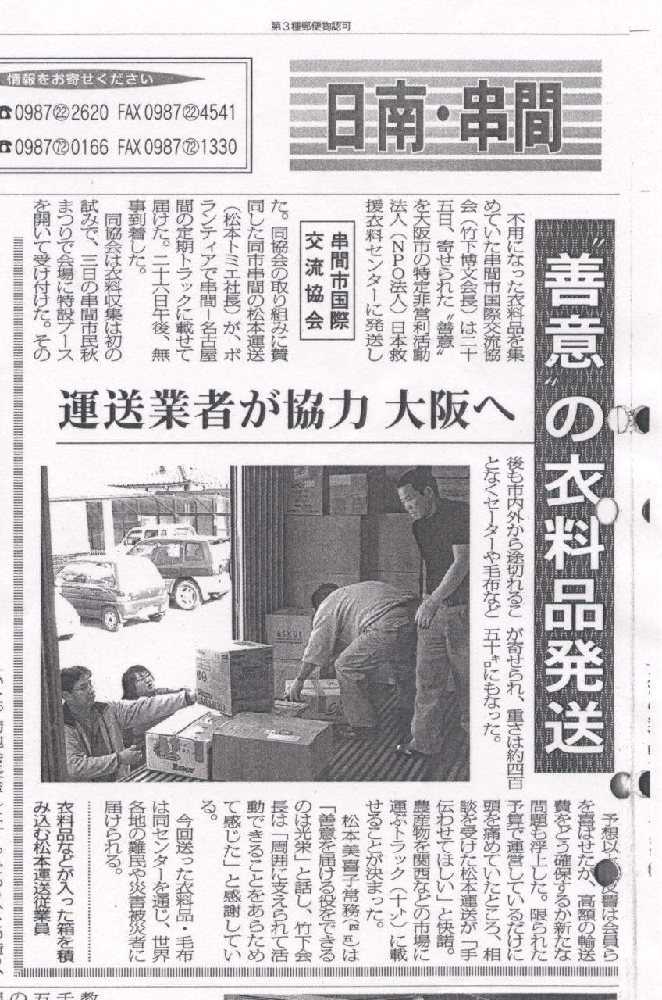 第3種郵便物認可
情報をお寄せください
☎0987㉒2620 FAX 0987㉒4541
☎0987(72)0166 FAX 0987(72)1330
日南・串間
〝善意〟の衣料品発送
運送業者が協力 大阪へ
串間市国際
交流協会
不用になった衣料品を集
めていた串間市国際交流協
会（竹下博文会長）は二十
五日、寄せられた〝善意〟
を大阪市の特定非営利活動
法人（NPO法人）日本救
援衣料センターに発送し
た。同協会の取り組みに賛
同した同市串間の松本運送
（松本トミエ社長）が、ボ
ランティアで串間―名古屋
間の定期トラックに載せて
届けた。二十六日午後、無
事到着した。
同協会は衣料収集は初の
試みで、三日の串間市民秋
まつりで会場に特設ブース
を開いて受け付けた。その
後も市内外から途切れるこ
となくセーターや毛布など
が寄せられ、重さは約四百
五十㌔にもなった。
予想以上 反響は会員ら
を喜ばせたが、高額の輸送
費をどう確保するか新たな
問題も浮上した。限られた
予算で運営しているだけに
頭を痛めていたところ、相
談を受けた松本運送が「手
伝わせてほしい」と快諾。
農産物を関西などの市場に
運ぶトラック（十㌧）に載
せることが決まった。
松本美喜子常務（四五）は
「善意を届ける役をできる
のは光栄」と話し、竹下会
長は「周囲に支えられて活
動できることをあらため
て感じた」と感謝してい
る。
今回送った衣料品・毛布
は同センターを通じ、世界
各地の難民や災害被災者に
届けられる。
衣料品などが入った箱を積
み込む松本運送従業員
ASKUL